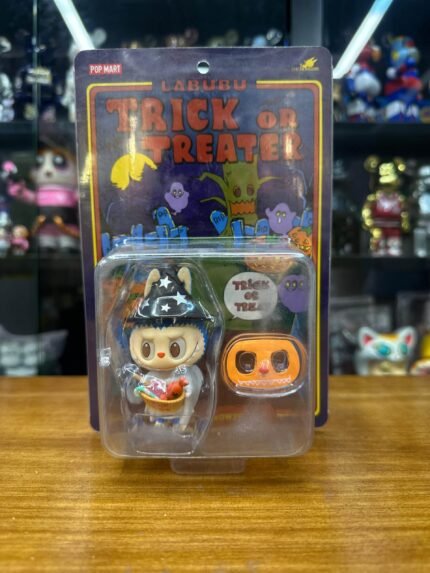 POP MART
LABUBU
TRICK OR
TREATER
TRICK
OR
TREAT